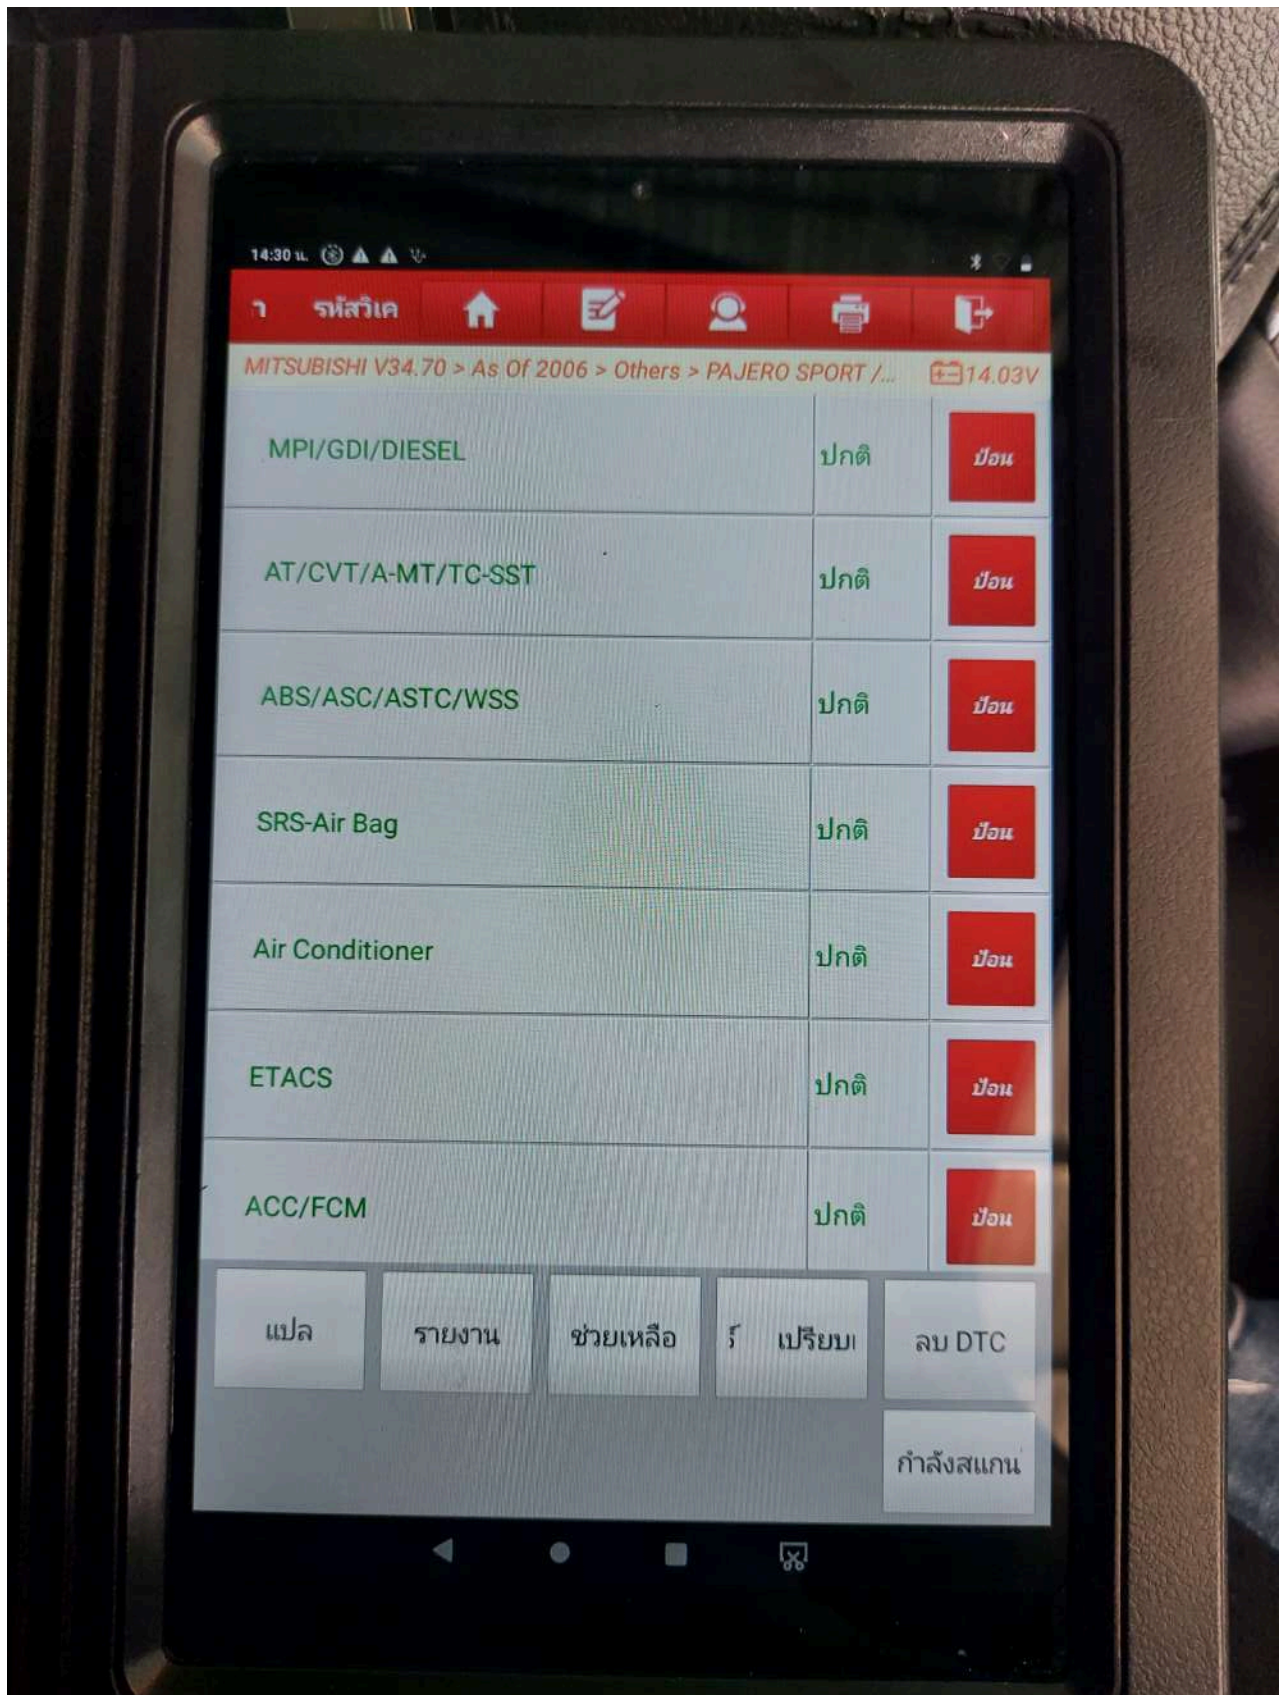 14:30 น.
า รหัสวิเค
MITSUBISHI V34.70 > As Of 2006 > Others > PAJERO SPORT /... 14.03V
MPI/GDI/DIESEL ปกติ ป้อน
AT/CVT/A-MT/TC-SST ปกติ ป้อน
ABS/ASC/ASTC/WSS ปกติ ป้อน
SRS-Air Bag ปกติ ป้อน
Air Conditioner ปกติ ป้อน
ETACS ปกติ ป้อน
ACC/FCM ปกติ ป้อน
แปล รายงาน ช่วยเหลือ ร์ เปรียบเ ลบ DTC
กำลังสแกน